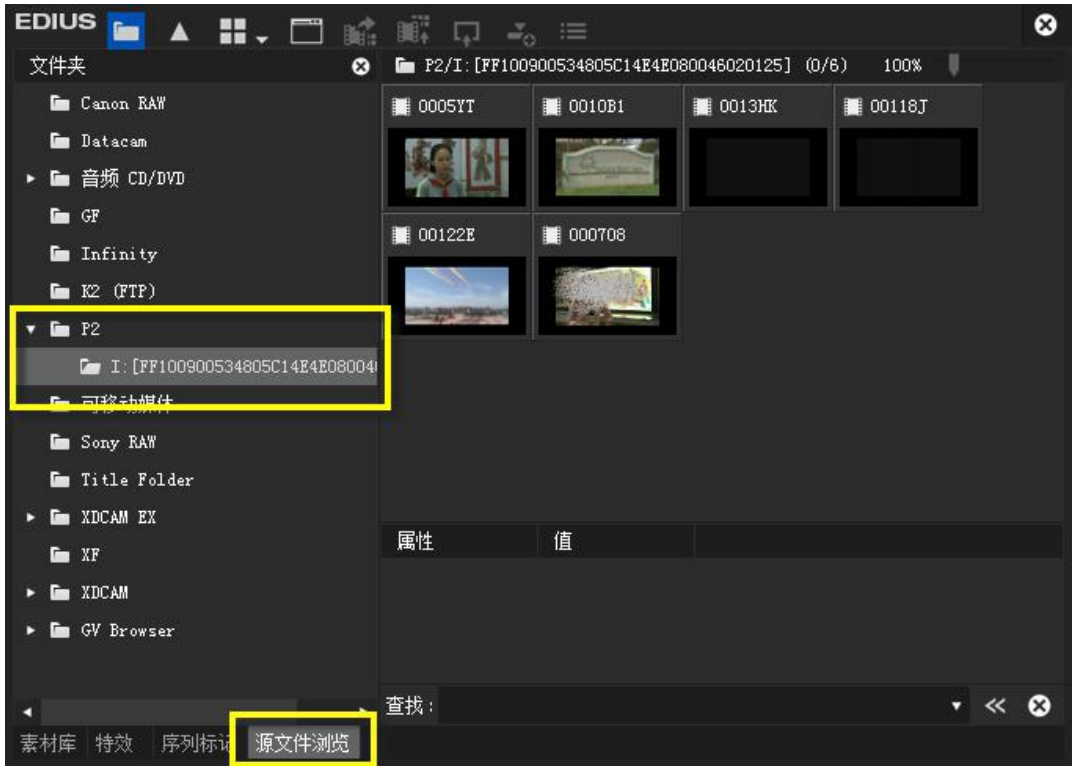 EDIUS
文件夹
P2/I:[FF100900534805C14E4E080046020125] (0/6) 100%
Canon RAW
Datacam
音频 CD/DVD
GF
Infinity
K2 (FTP)
P2
I:[FF100900534805C14E4E08004
可移动媒体
Sony RAW
Title Folder
XDCAM EX
XF
XDCAM
GV Browser
0005YT
0010B1
0013HK
00118J
00122E
000708
属性 值
查找:
素材库 特效 序列标记 源文件浏览